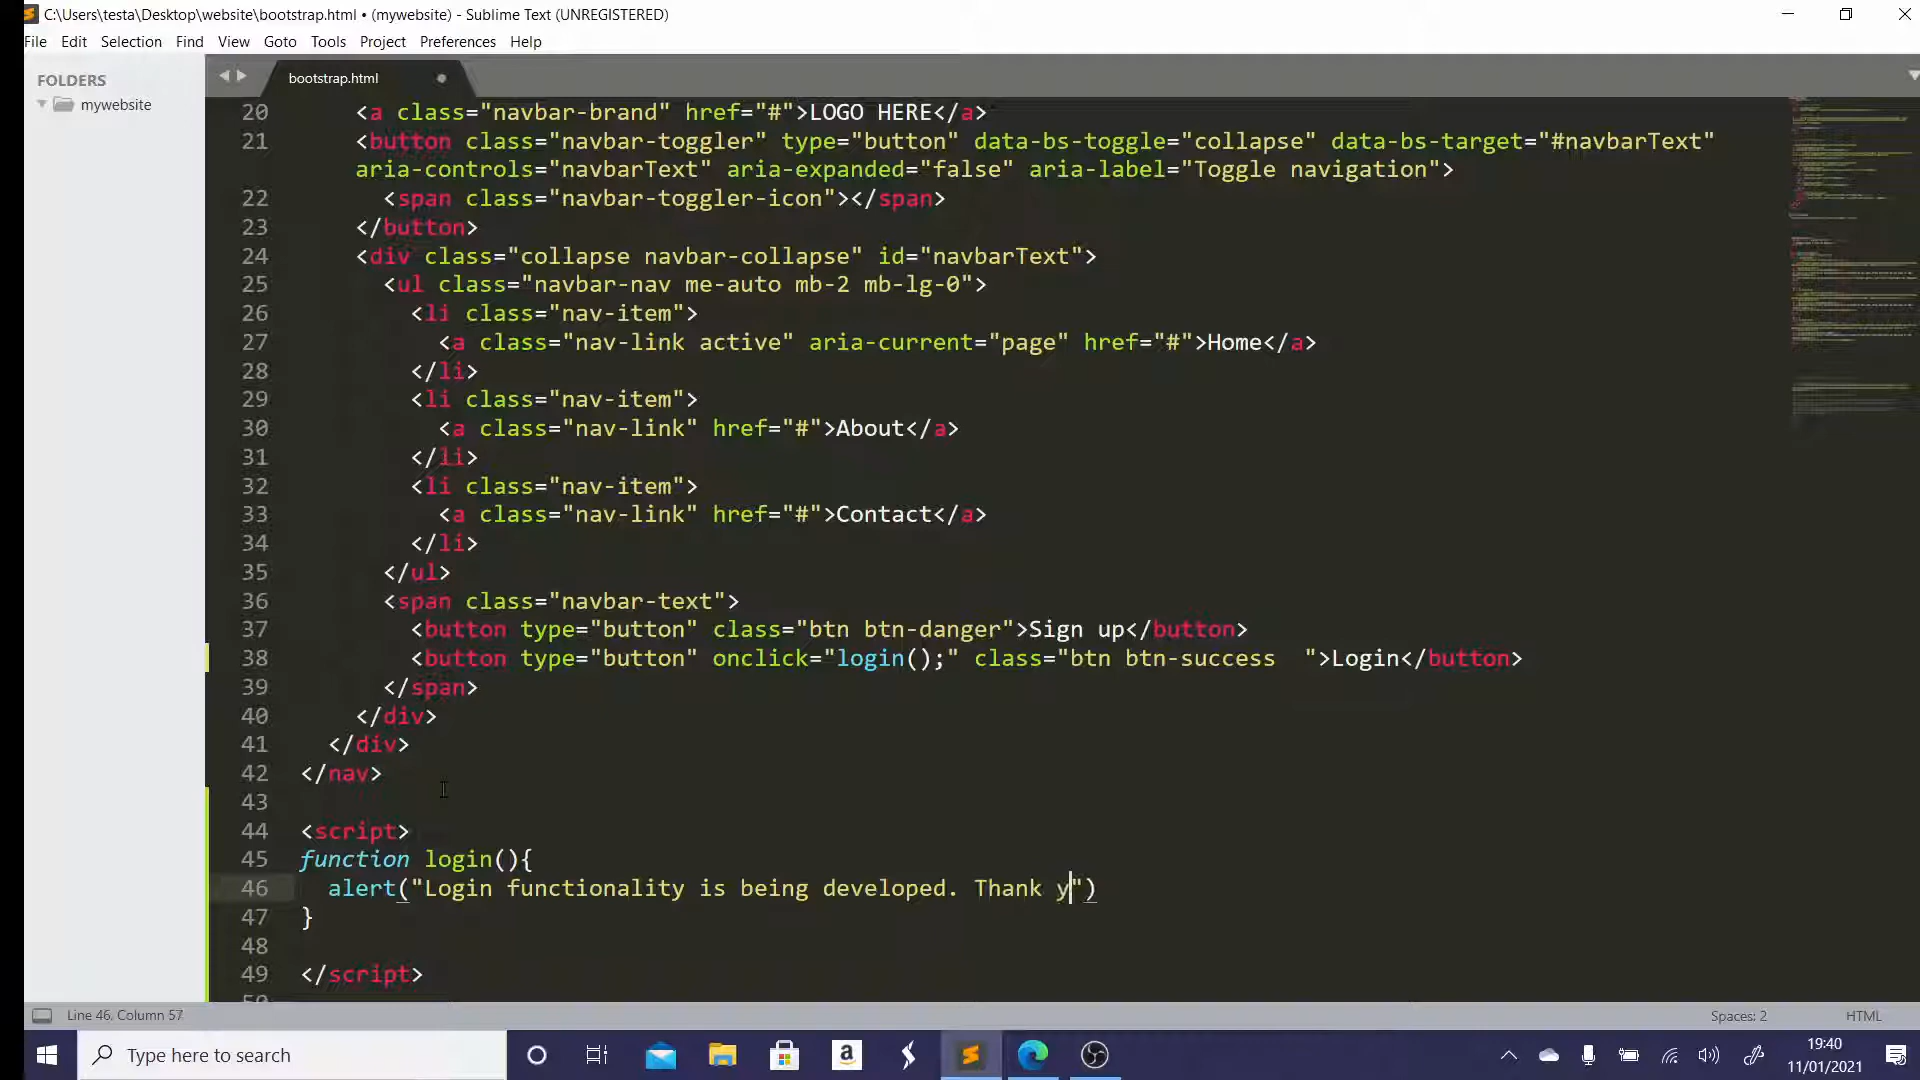 C:\Users\testa\Desktop\website\bootstrap.html • (mywebsite) - Sublime Text (UNREGISTERED)
File Edit Selection Find View Goto Tools Project Preferences Help
FOLDERS
mywebsite
bootstrap.html
20 <a class="navbar-brand" href="#">LOGO HERE</a>
21 <button class="navbar-toggler" type="button" data-bs-toggle="collapse" data-bs-target="#navbarText"
aria-controls="navbarText" aria-expanded="false" aria-label="Toggle navigation">
22 <span class="navbar-toggler-icon"></span>
23 </button>
24 <div class="collapse navbar-collapse" id="navbarText">
25 <ul class="navbar-nav me-auto mb-2 mb-lg-0">
26 <li class="nav-item">
27 <a class="nav-link active" aria-current="page" href="#">Home</a>
28 </li>
29 <li class="nav-item">
30 <a class="nav-link" href="#">About</a>
31 </li>
32 <li class="nav-item">
33 <a class="nav-link" href="#">Contact</a>
34 </li>
35 </ul>
36 <span class="navbar-text">
37 <button type="button" class="btn btn-danger">Sign up</button>
38 <button type="button" onclick="login();" class="btn btn-success  ">Login</button>
39 </span>
40 </div>
41 </div>
42 </nav>
43
44 <script>
45 function login(){
46 alert("Login functionality is being developed. Thank y")
47 }
48
49 </script>
50
Line 46, Column 57
Spaces: 2
HTML
Type here to search
19:40
11/01/2021